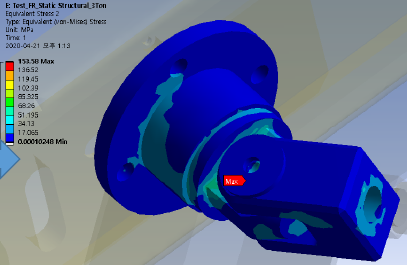 E: Test_FR_Static Structural_3Ton
Equivalent Stress 2
Type: Equivalent (von-Mises) Stress
Unit: MPa
Time: 1
2020-04-21 오후 1:13
153.58 Max
136.52
119.45
102.39
85.325
68.26
51.195
34.13
17.065
0.00010248 Min
Max